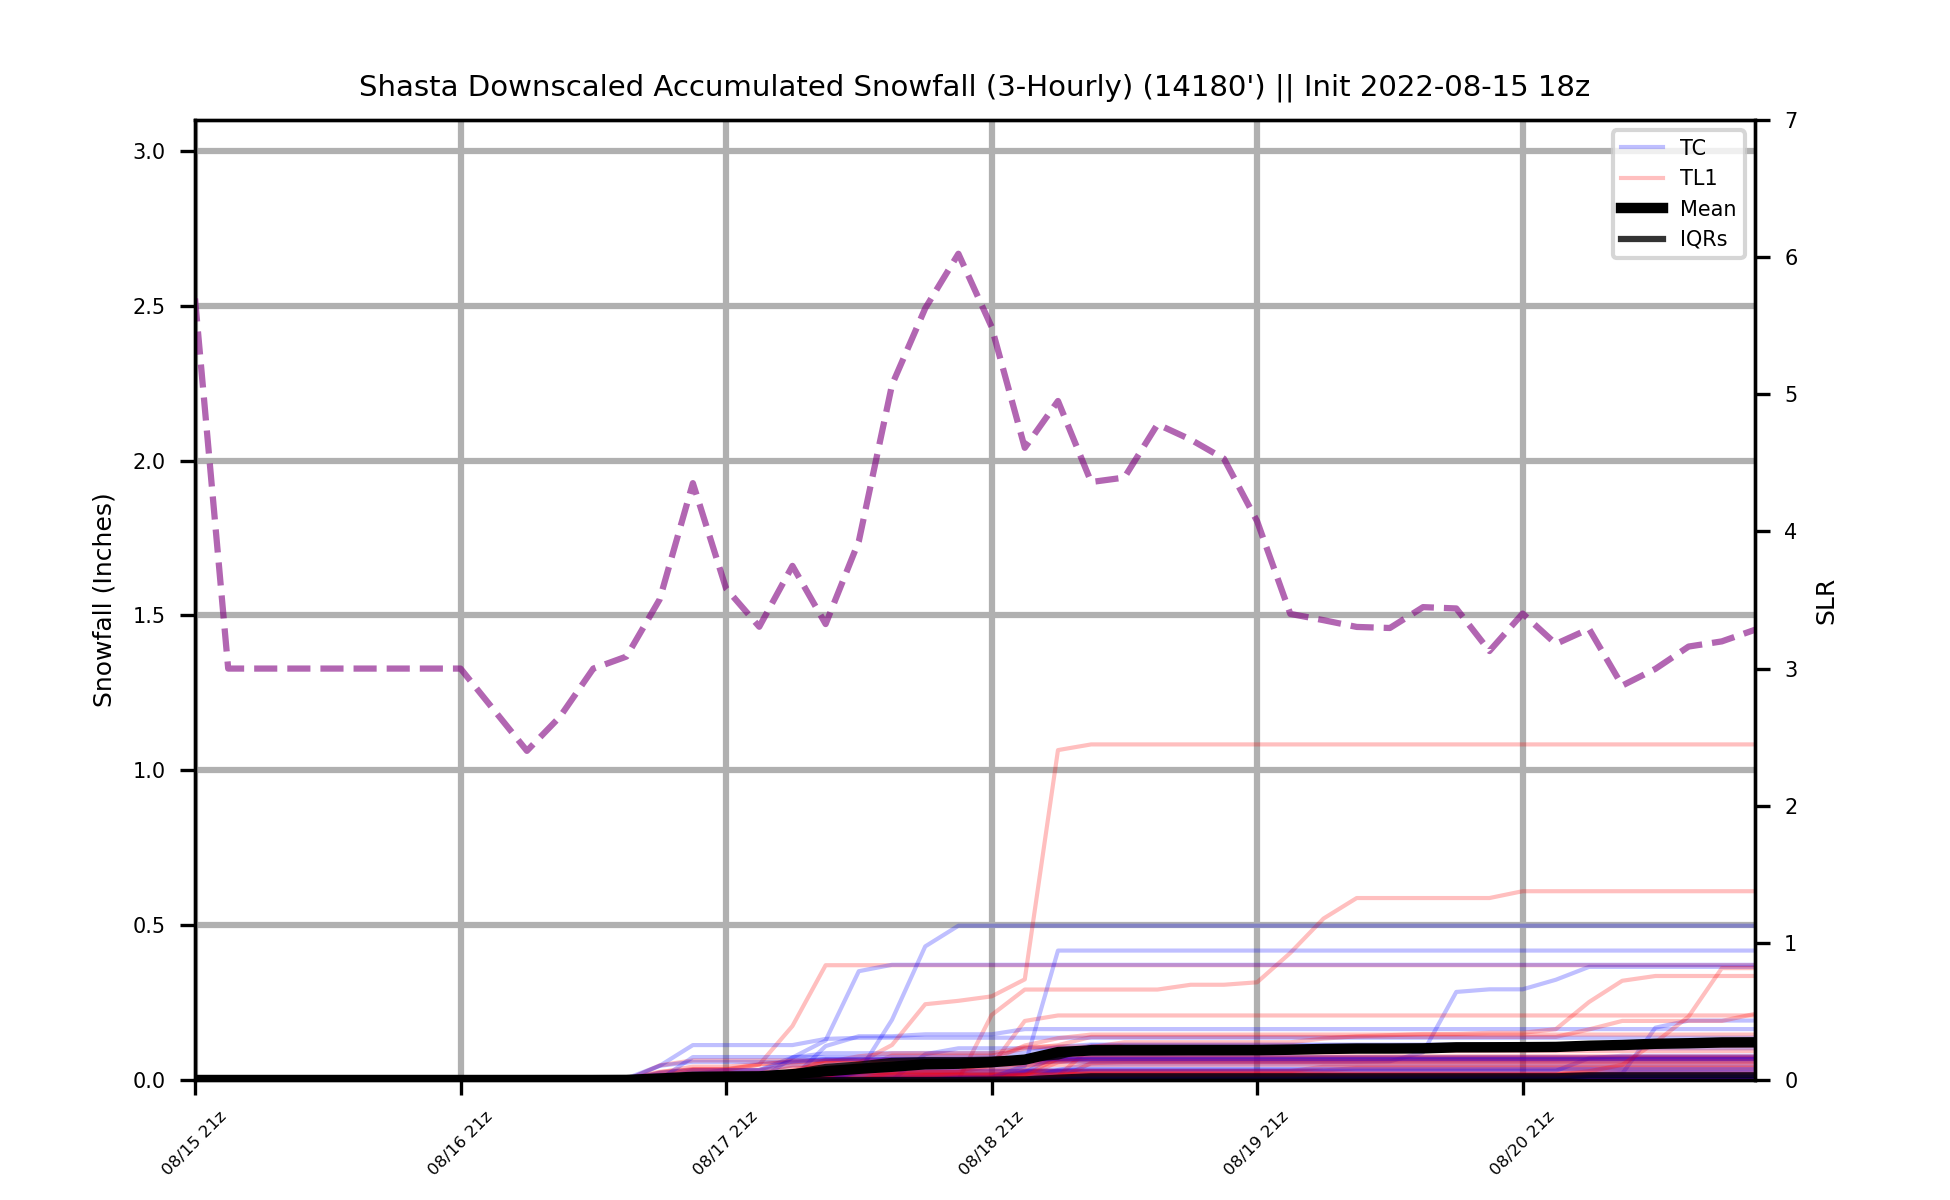 Shasta Downscaled Accumulated Snowfall (3-Hourly) (14180') || Init 2022-08-15 18z
TC
TL1
Mean
IQRs
Snowfall (Inches)
3.0
2.5
2.0
1.5
1.0
0.5
0.0
7
6
5
4
3
2
1
0
SLR
08/15 21z
08/16 21z
08/17 21z
08/18 21z
08/19 21z
08/20 21z